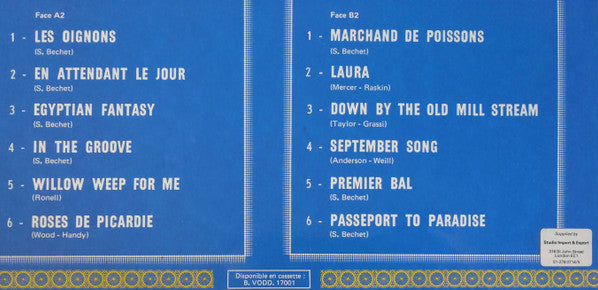 Face A2
1 - LES OIGNONS
(S. Bechet)
2 - EN ATTENDANT LE JOUR
(S. Bechet)
3 - EGYPTIAN FANTASY
(S. Bechet)
4 - IN THE GROOVE
(S. Bechet)
5 - WILLOW WEEP FOR ME
(Ronell)
6 - ROSES DE PICARDIE
(Wood - Handy)
Face B2
1 - MARCHAND DE POISSONS
(S. Bechet)
2 - LAURA
(Mercer - Raskin)
3 - DOWN BY THE OLD MILL STREAM
(Taylor - Grassi)
4 - SEPTEMBER SONG
(Anderson - Weill)
5 - PREMIER BAL
(S. Bechet)
6 - PASSEPORT TO PARADISE
(S. Bechet)
Supplied by
Studio Import & Export
Disponible en cassette :
B. VODD. 17001